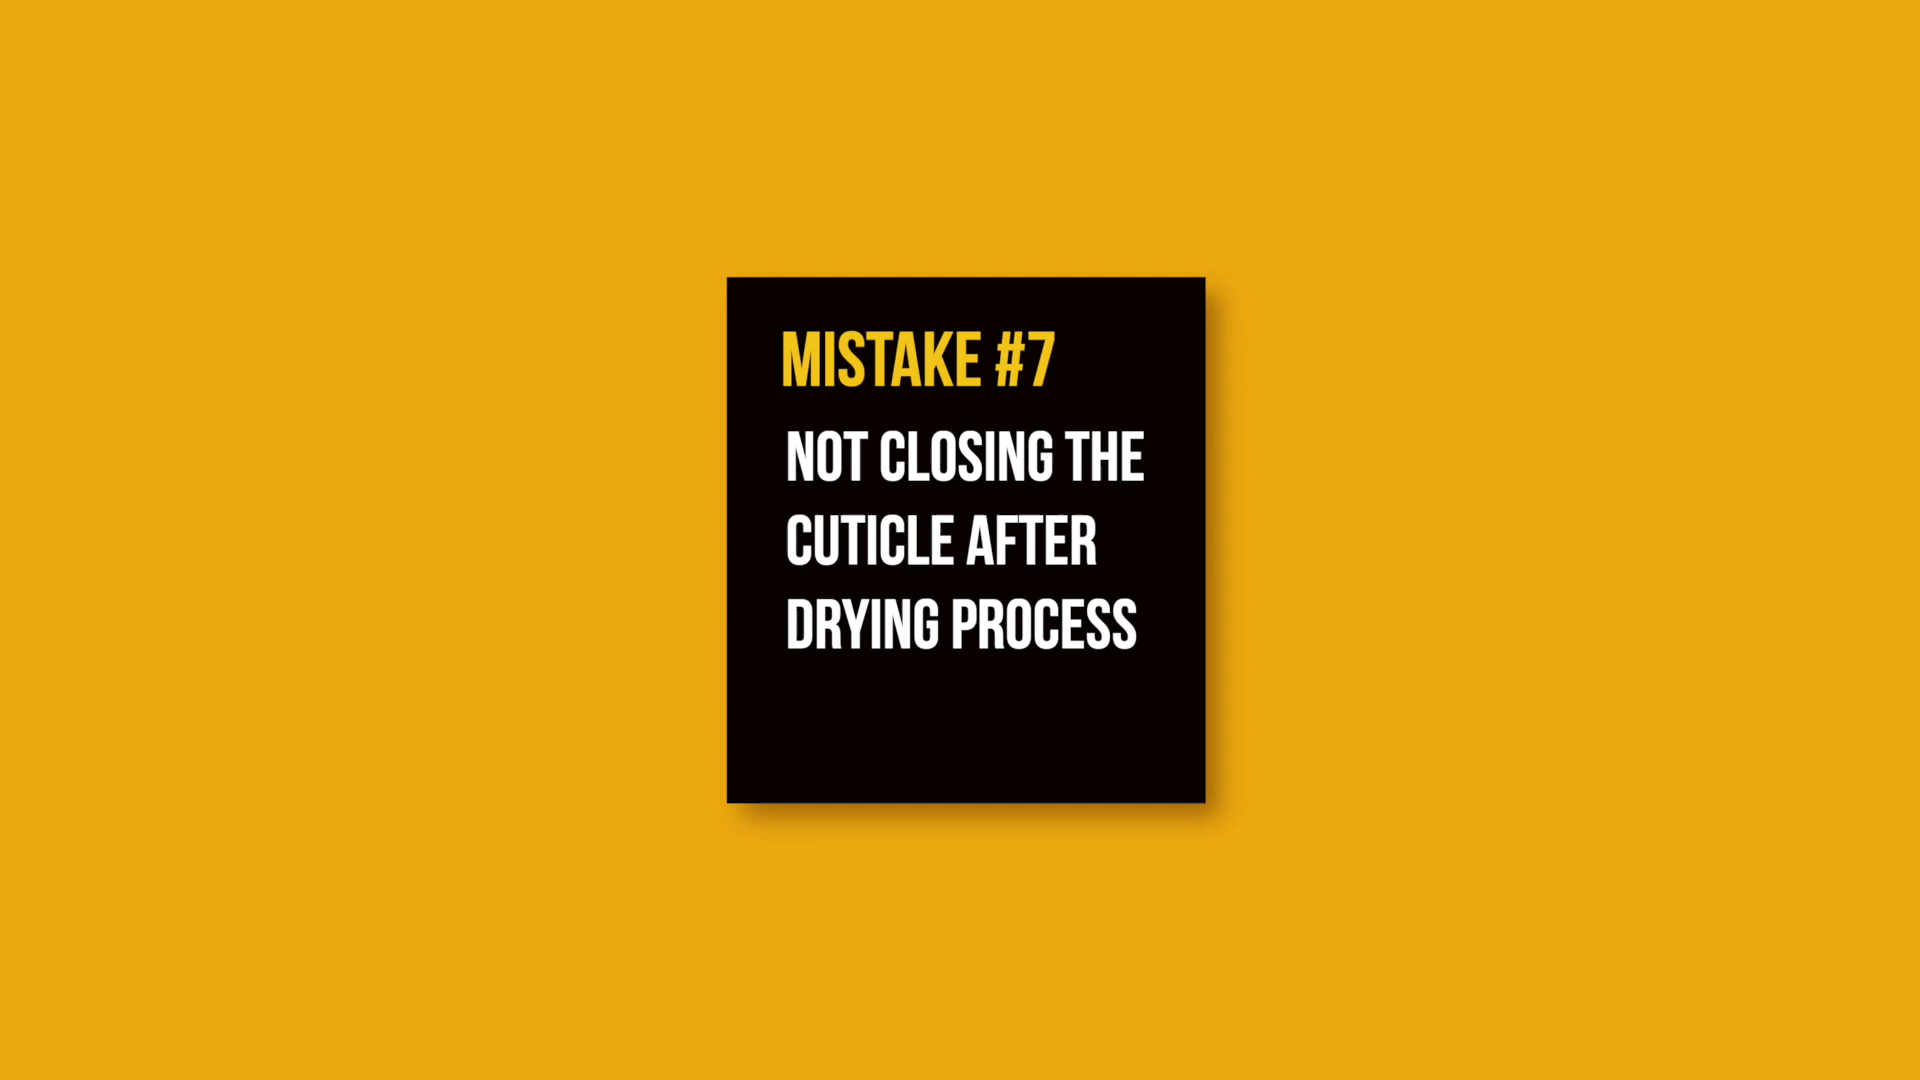 MISTAKE #7
NOT CLOSING THE
CUTICLE AFTER
DRYING PROCESS